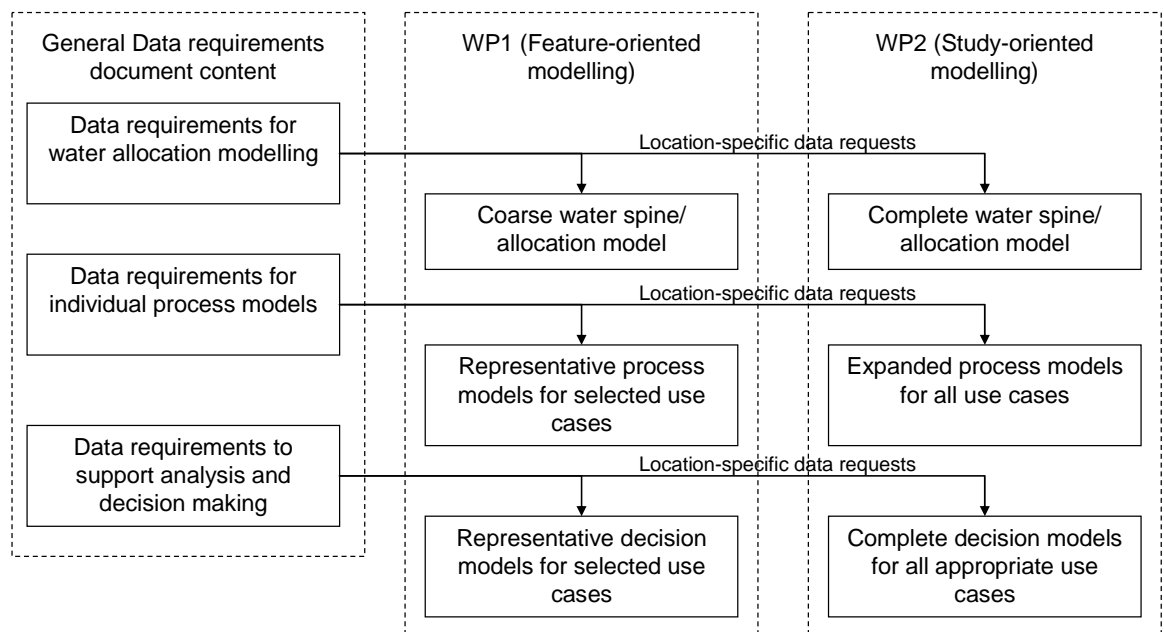 General Data requirements
document content
Data requirements for
water allocation modelling
Data requirements for
individual process models
Data requirements to
support analysis and
decision making
WP1 (Feature-oriented
modelling)
Location-specific data requests
Coarse water spine/
allocation model
Location-specific data requests
Representative process
models for selected use
cases
Location-specific data requests
Representative decision
models for selected use
cases
WP2 (Study-oriented
modelling)
Complete water spine/
allocation model
Expanded process models
for all use cases
Complete decision models
for all appropriate use
cases